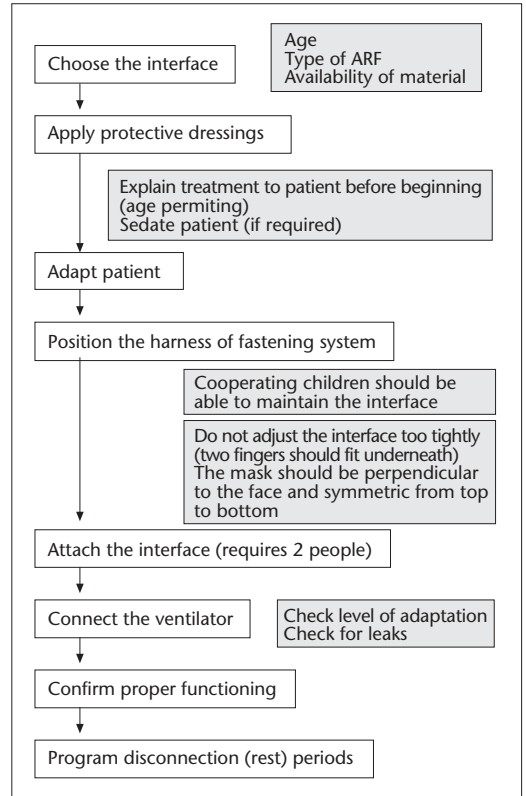 Choose the interface
Age
Type of ARF
Availability of material
Apply protective dressings
Explain treatment to patient before beginning
(age permiting)
Sedate patient (if required)
Adapt patient
Position the harness of fastening system
Cooperating children should be
able to maintain the interface
Do not adjust the interface too tightly
(two fingers should fit underneath)
The mask should be perpendicular
to the face and symmetric from top
to bottom
Attach the interface (requires 2 people)
Connect the ventilator
Check level of adaptation
Check for leaks
Confirm proper functioning
Program disconnection (rest) periods